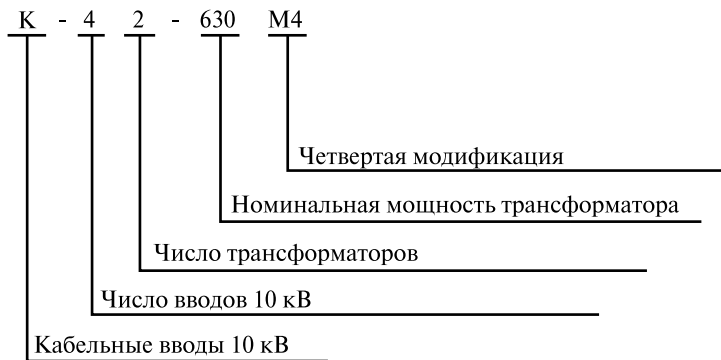 К - 4 2 - 630 М4
Четвертая модификация
Номинальная мощность трансформатора
Число трансформаторов
Число вводов 10 кВ
Кабельные вводы 10 кВ